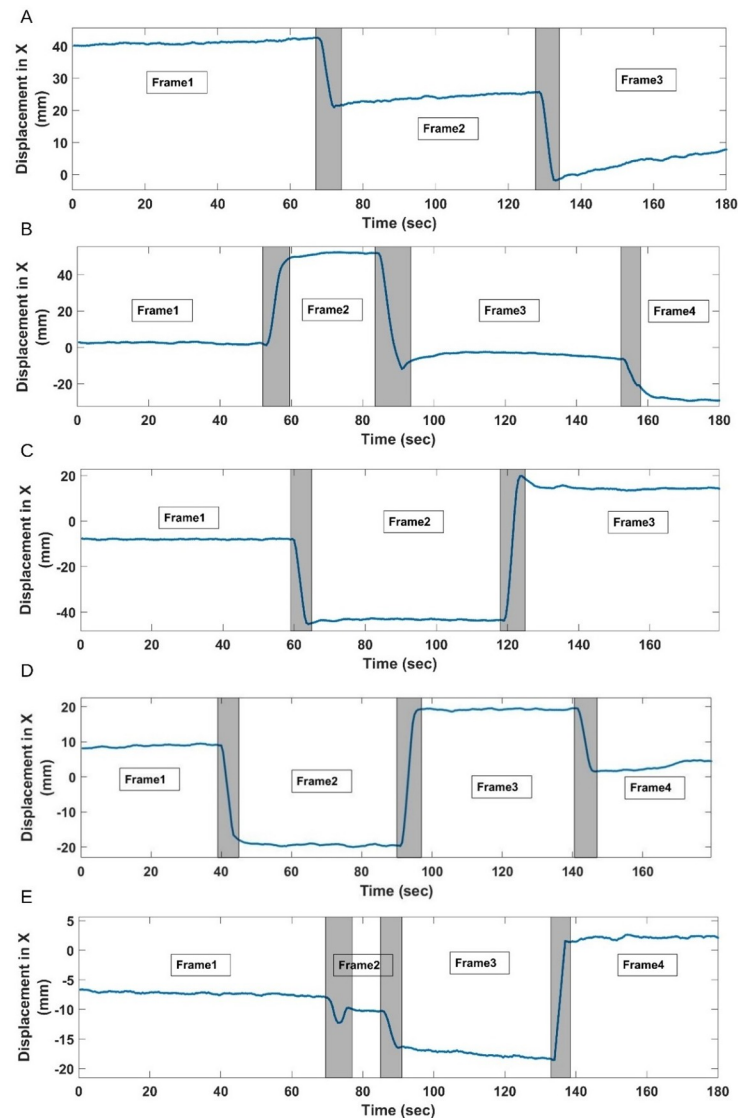 A
Displacement in X
(mm)
40
30
20
10
0
Frame1
Frame2
Frame3
0 20 40 60 80 100 120 140 160 180
Time (sec)
B
Displacement in X
(mm)
40
20
0
-20
Frame1
Frame2
Frame3
Frame4
0 20 40 60 80 100 120 140 160 180
Time (sec)
C
Displacement in X
(mm)
20
0
-20
-40
Frame1
Frame2
Frame3
0 20 40 60 80 100 120 140 160
Time (sec)
D
Displacement in X
(mm)
20
10
0
-10
-20
Frame1
Frame2
Frame3
Frame4
0 20 40 60 80 100 120 140 160
Time (sec)
E
Displacement in X
(mm)
5
0
-5
-10
-15
-20
Frame1
Frame2
Frame3
Frame4
0 20 40 60 80 100 120 140 160 180
Time (sec)